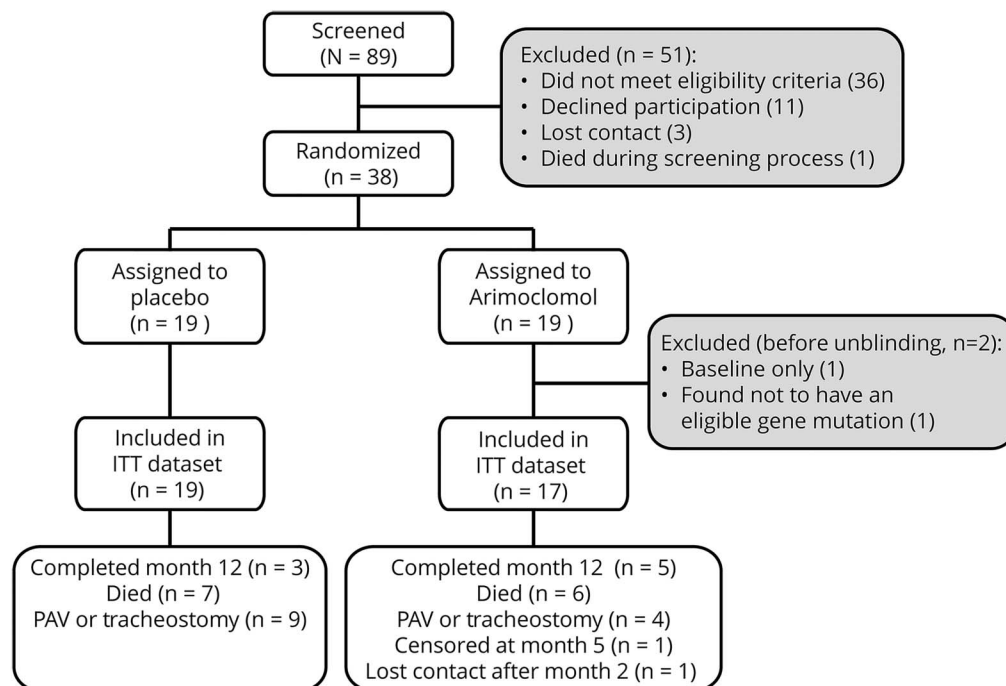 Screened
(N = 89)
Excluded (n = 51):
• Did not meet eligibility criteria (36)
• Declined participation (11)
• Lost contact (3)
• Died during screening process (1)
Randomized
(n = 38)
Assigned to
placebo
(n = 19 )
Assigned to
Arimoclomol
(n = 19 )
Excluded (before unblinding, n=2):
• Baseline only (1)
• Found not to have an
eligible gene mutation (1)
Included in
ITT dataset
(n = 19)
Included in
ITT dataset
(n = 17)
Completed month 12 (n = 3)
Died (n = 7)
PAV or tracheostomy (n = 9)
Completed month 12 (n = 5)
Died (n = 6)
PAV or tracheostomy (n = 4)
Censored at month 5 (n = 1)
Lost contact after month 2 (n = 1)